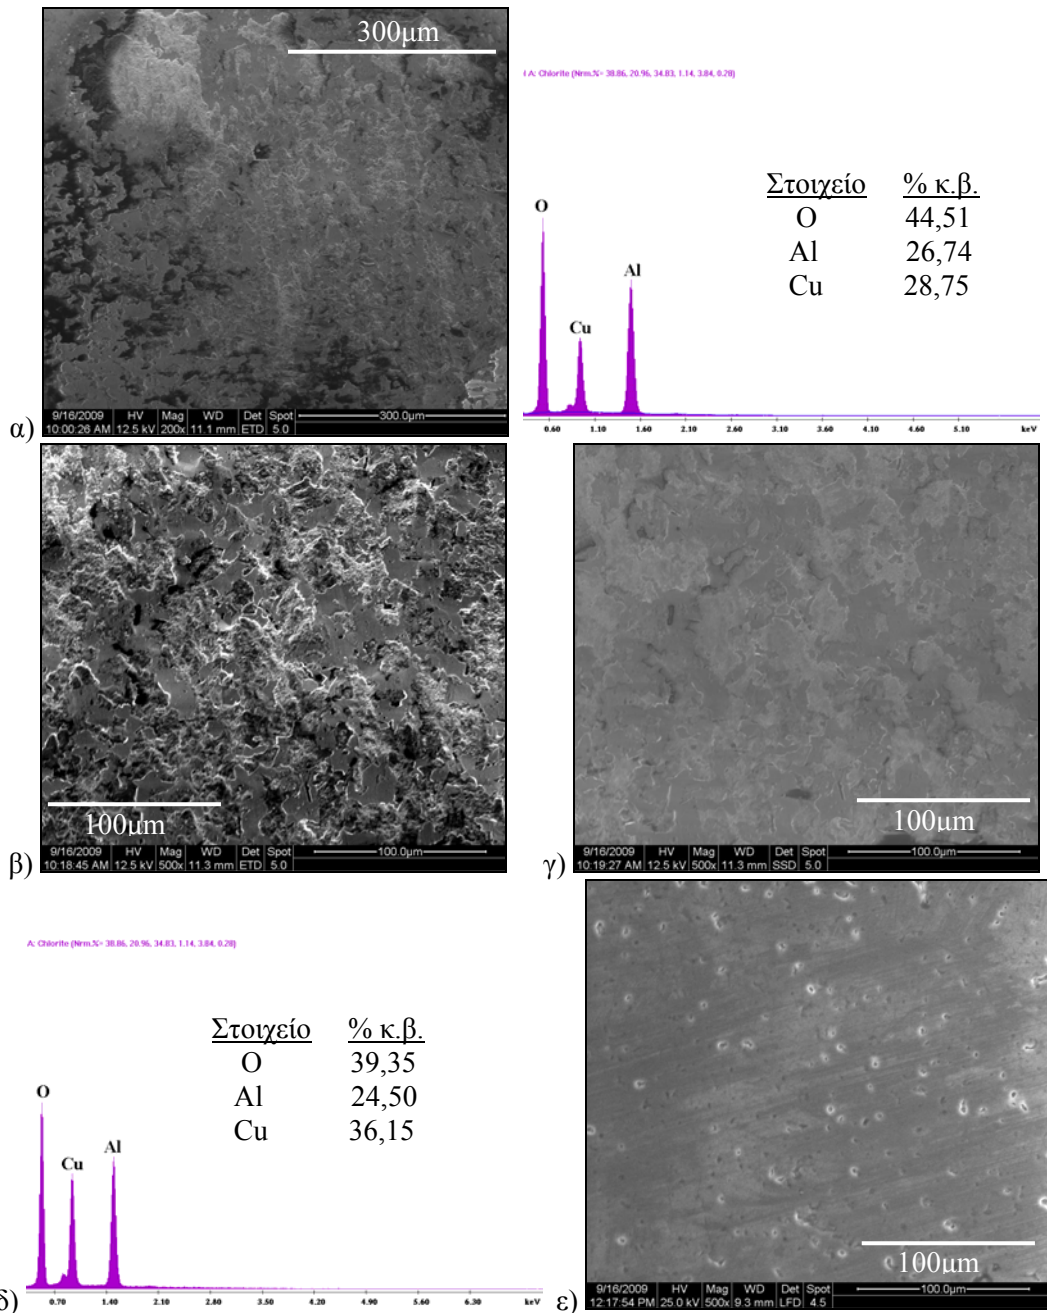 300μm
9/16/2009 HV Mag WD Det Spot 300.0μm
10:00:26 AM 12.5 kV 200x 11.1 mm ETD 5.0
α)
A: Chlorite (Nrm.%= 38.86, 20.96, 34.83, 1.14, 3.84, 0.28)
Στοιχείο % κ.β.
O 44,51
Al 26,74
Cu 28,75
O
Cu
Al
0.60 1.10 1.60 2.10 2.60 3.10 3.60 4.10 4.60 5.10 keV
100μm
9/16/2009 HV Mag WD Det Spot 100.0μm
10:18:45 AM 12.5 kV 500x 11.3 mm ETD 5.0
β)
100μm
9/16/2009 HV Mag WD Det Spot 100.0μm
10:19:27 AM 12.5 kV 500x 11.3 mm SSD 5.0
γ)
A: Chlorite (Nrm.%= 38.86, 20.96, 34.83, 1.14, 3.84, 0.28)
Στοιχείο % κ.β.
O 39,35
Al 24,50
Cu 36,15
O
Cu
Al
0.70 1.40 2.10 2.80 3.50 4.20 4.90 5.60 6.30 keV
δ)
100μm
9/16/2009 HV Mag WD Det Spot 100.0μm
12:17:54 PM 25.0 kV 500x 9.3 mm LFD 4.5
ε)